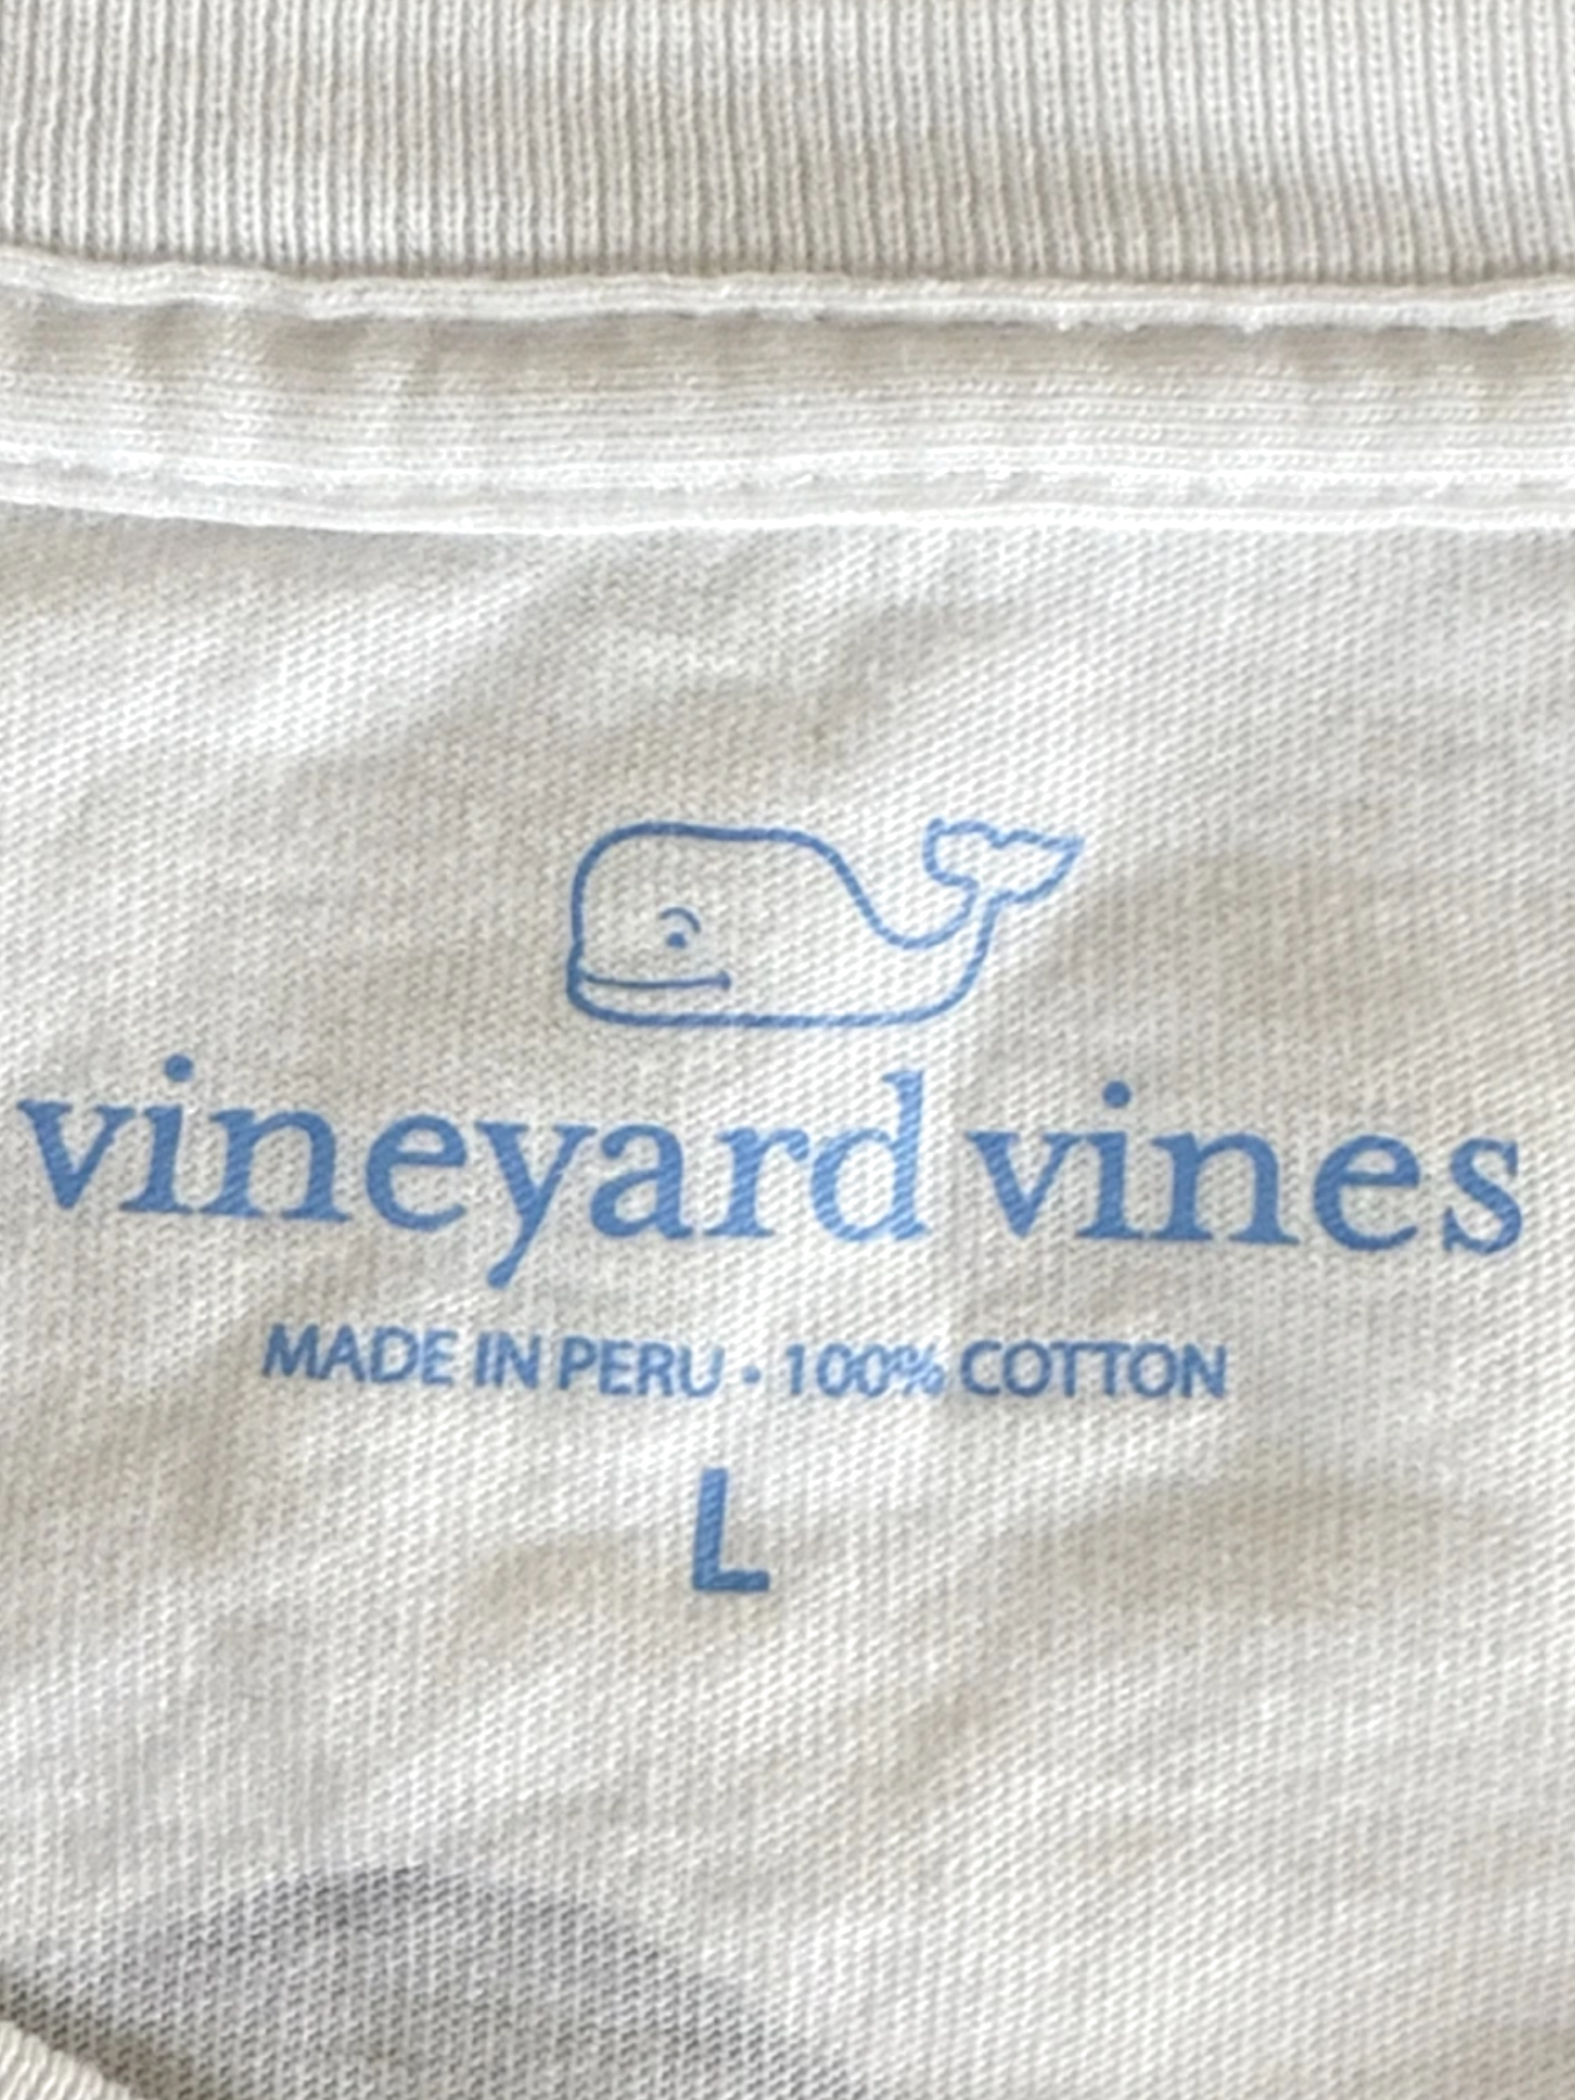 vineyard vines
MADE IN PERU • 100% COTTON
L